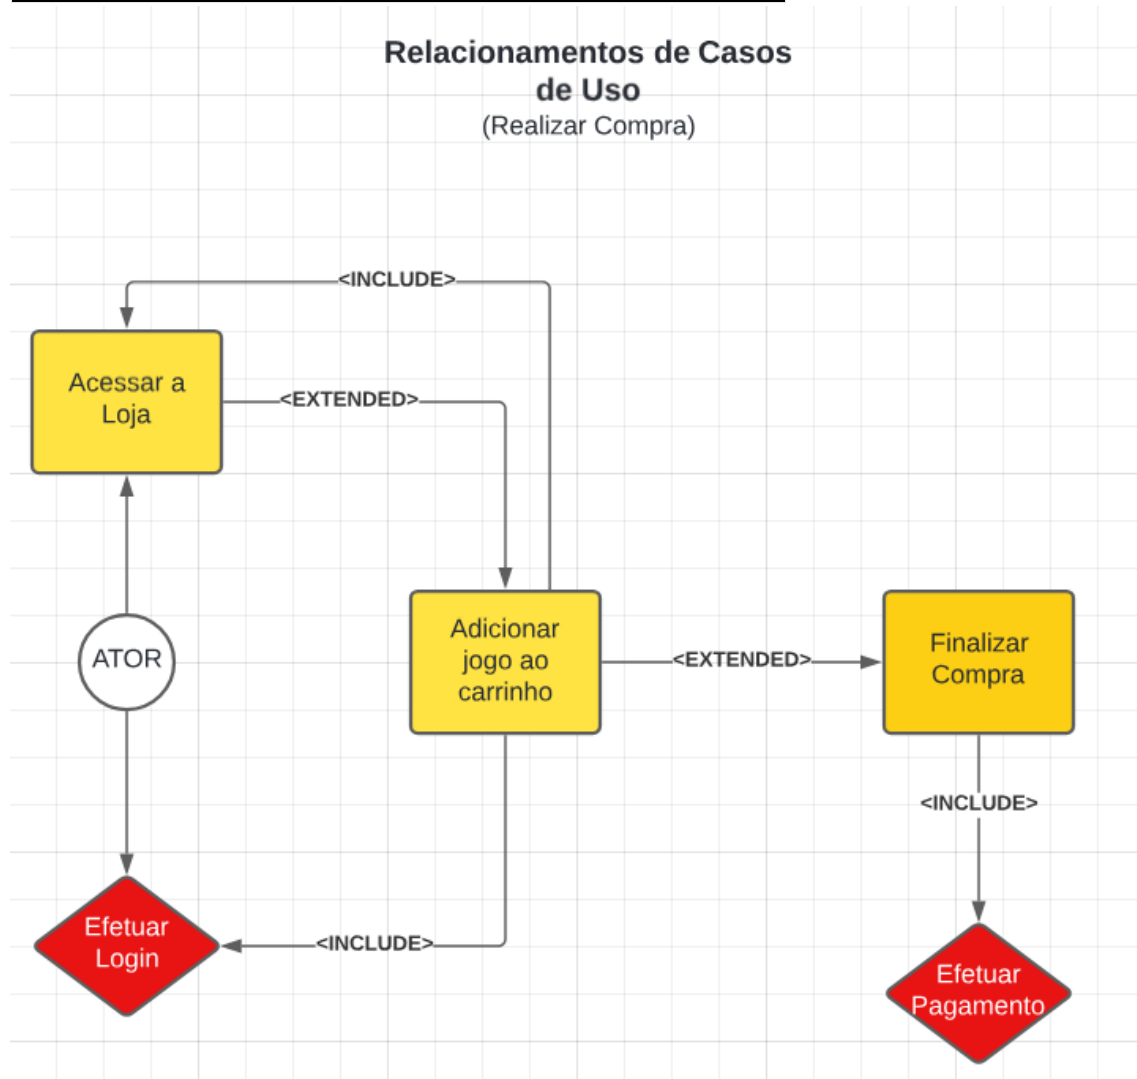 Relacionamentos de Casos
de Uso
(Realizar Compra)
<INCLUDE>
Acessar a
Loja
<EXTENDED>
ATOR
Adicionar
jogo ao
carrinho
<EXTENDED>
Finalizar
Compra
<INCLUDE>
Efetuar
Login
<INCLUDE>
Efetuar
Pagamento